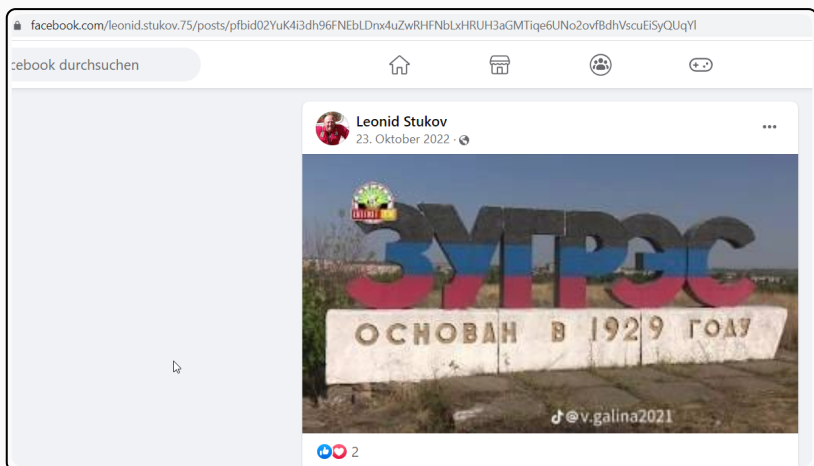 facebook.com/leonid.stukov.75/posts/pfbid02YuK4i3dh96FNEbLDnx4uZwRHFNbLxHRUH3aGMTiqe6UNo2ovfBdhVscuEiSyQUqYl
cebook durchsuchen
Leonid Stukov
23. Oktober 2022
ЗУГРЭС
ОСНОВАН В 1929 ГОДУ
@v.galina2021
2